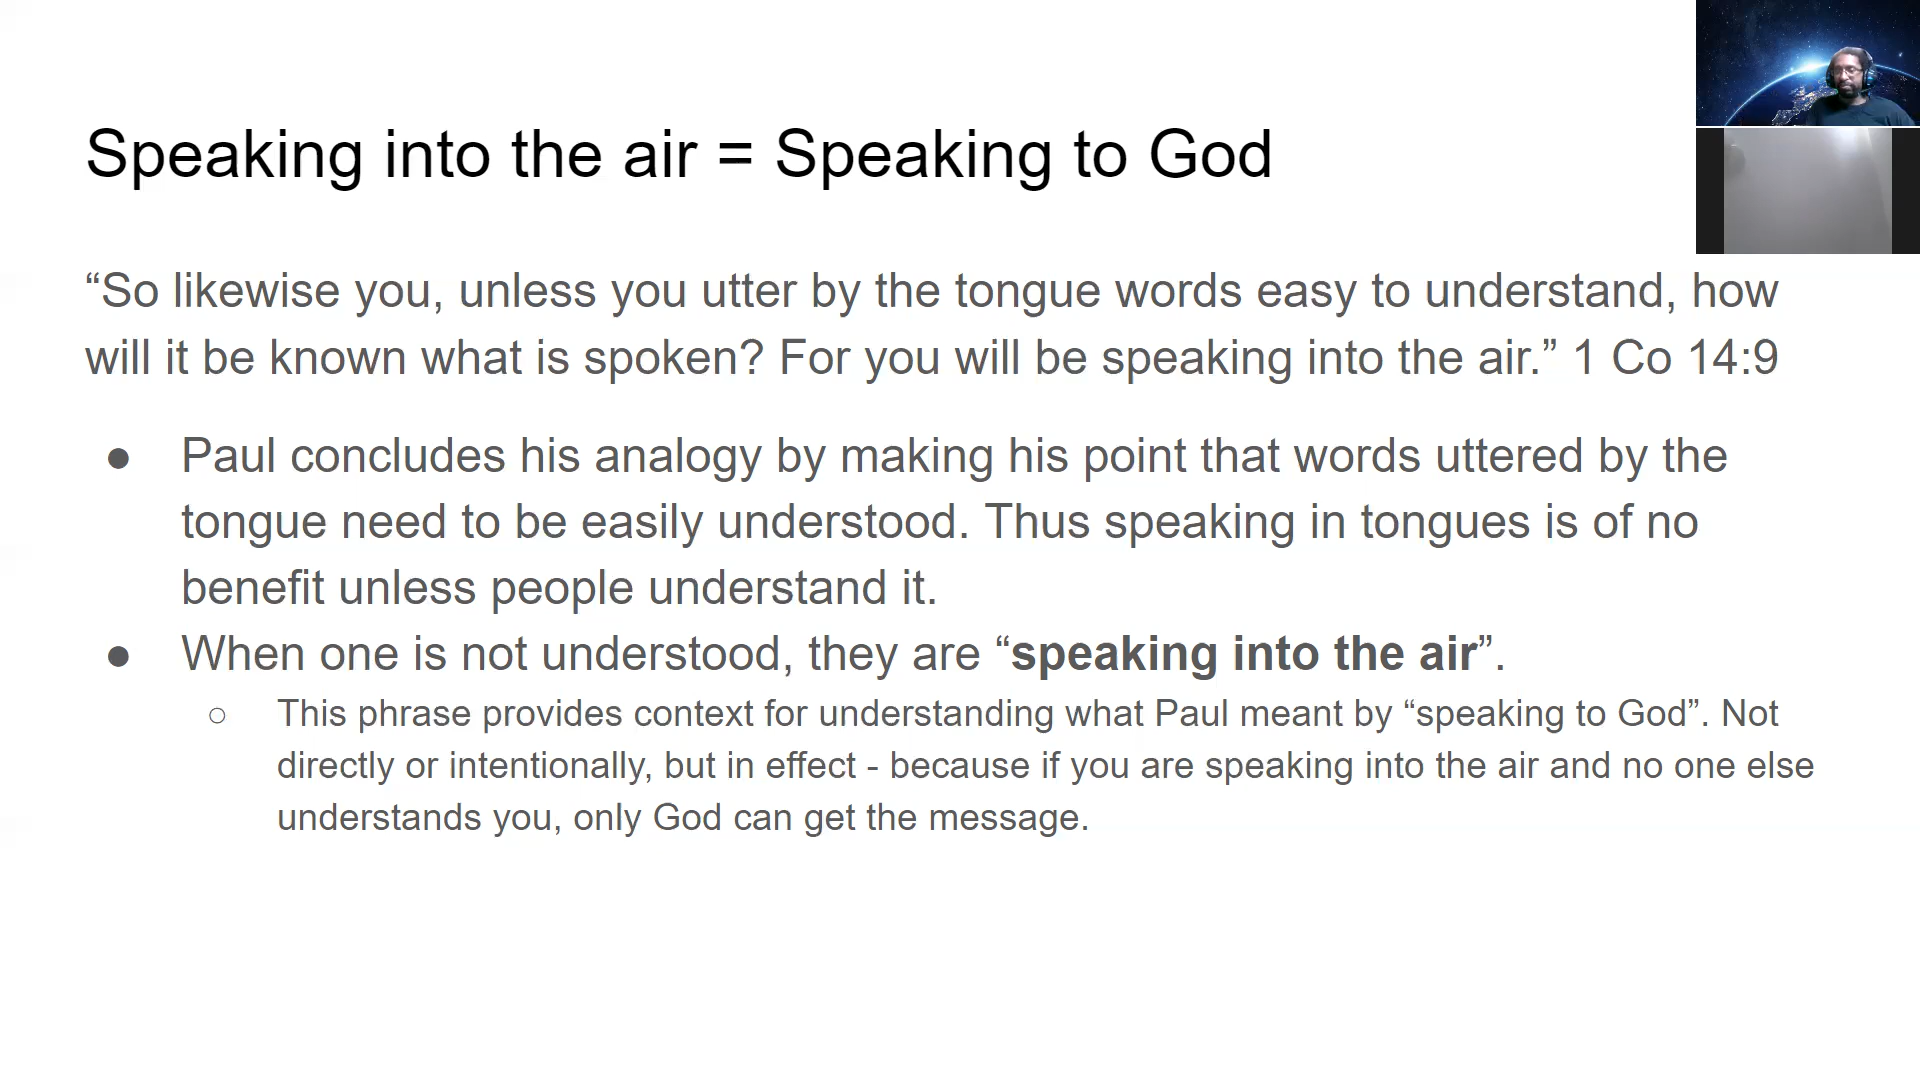 Speaking into the air = Speaking to God
“So likewise you, unless you utter by the tongue words easy to understand, how
will it be known what is spoken? For you will be speaking into the air.” 1 Co 14:9
● Paul concludes his analogy by making his point that words uttered by the
tongue need to be easily understood. Thus speaking in tongues is of no
benefit unless people understand it.
● When one is not understood, they are “speaking into the air”.
○ This phrase provides context for understanding what Paul meant by “speaking to God”. Not
directly or intentionally, but in effect - because if you are speaking into the air and no one else
understands you, only God can get the message.